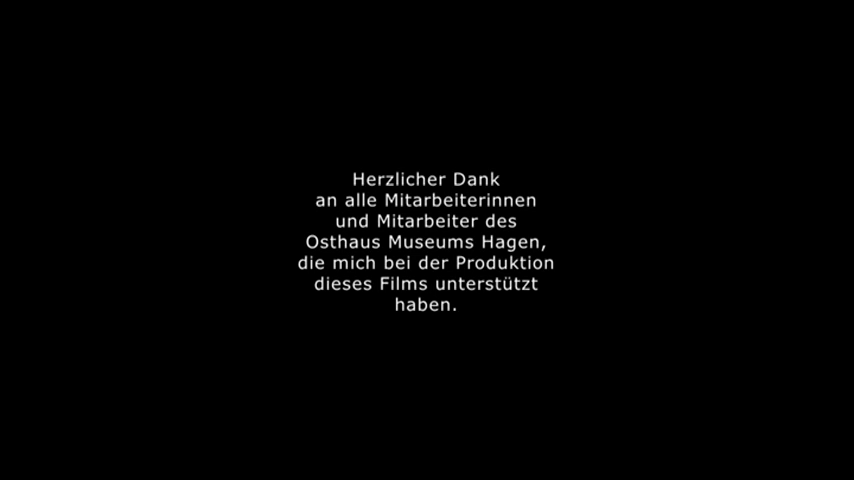 Herzlicher Dank
an alle Mitarbeiterinnen
und Mitarbeiter des
Osthaus Museums Hagen,
die mich bei der Produktion
dieses Films unterstützt
haben.